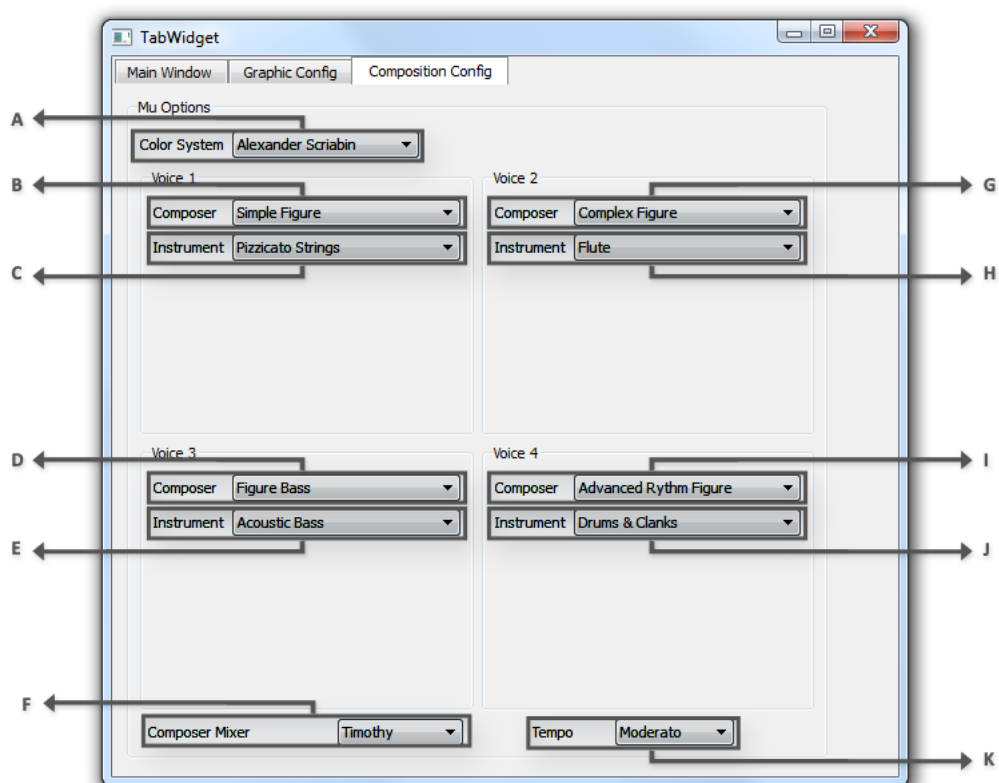 TabWidget
Main Window Graphic Config Composition Config
Mu Options
A
Color System Alexander Scriabin
Voice 1 Voice 2
B Composer Simple Figure Composer Complex Figure G
Instrument Pizzicato Strings Instrument Flute
C H
Voice 3 Voice 4
D Composer Figure Bass Composer Advanced Rythm Figure I
Instrument Acoustic Bass Instrument Drums & Clanks
E J
F
Composer Mixer Timothy Tempo Moderato
K